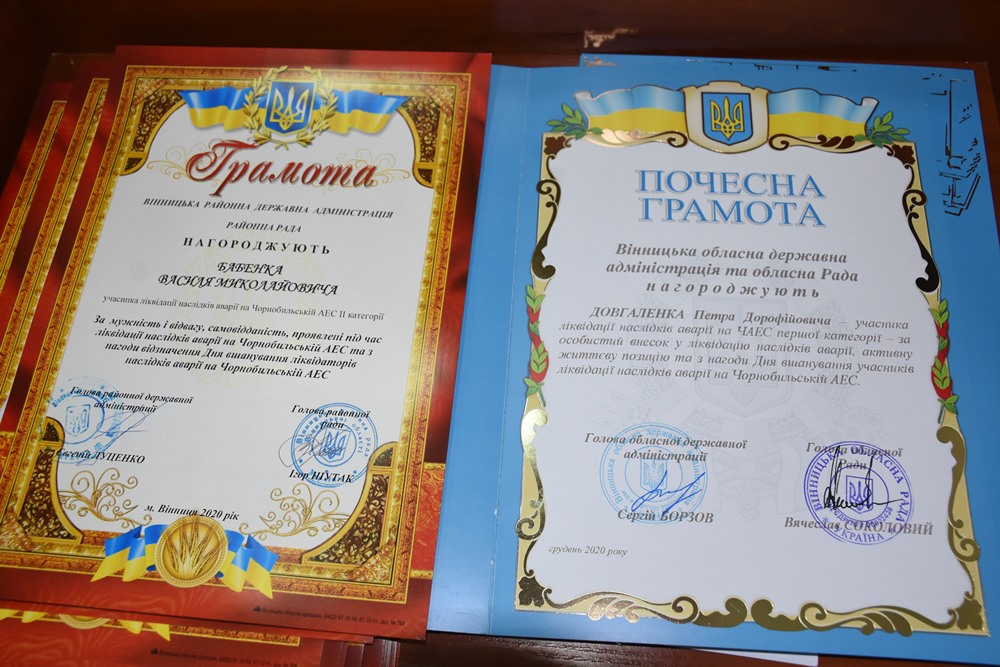 Грамота
ВІННИЦЬКА РАЙОННА ДЕРЖАВНА АДМІНІСТРАЦІЯ
РАЙОННА РАДА
НАГОРОДЖУЮТЬ
БАБЕНКА
ВАСИЛЯ МИКОЛАЙОВИЧА
учасника ліквідації наслідків аварії на Чорнобильській АЕС ІІ категорії
За мужність і відвагу, самовідданість, проявлені під час
ліквідації наслідків аварії на Чорнобильській АЕС та з
нагоди відзначення Дня вшанування ліквідаторів
наслідків аварії на Чорнобильській АЕС
Голова районної державної
адміністрації
Євгеній ЛУЦЕНКО
Голова районної
ради
Ігор ШУТАК
м. Вінниця 2020 рік
ПОЧЕСНА
ГРАМОТА
Вінницька обласна державна
адміністрація та обласна Рада
нагороджують
ДОВГАЛЕНКА Петра Дорофійовича – учасника
ліквідації наслідків аварії на ЧАЕС першої категорії – за
особистий внесок у ліквідацію наслідків аварії, активну
життєву позицію та з нагоди Дня вшанування учасників
ліквідації наслідків аварії на Чорнобильській АЕС.
Голова обласної державної
адміністрації
Сергій БОРЗОВ
Голова обласної
Ради
Вячеслав СОКОЛОВИЙ
ВІННИЦЬКА ОБЛАСНА РАДА
УКРАЇНА
грудень 2020 року